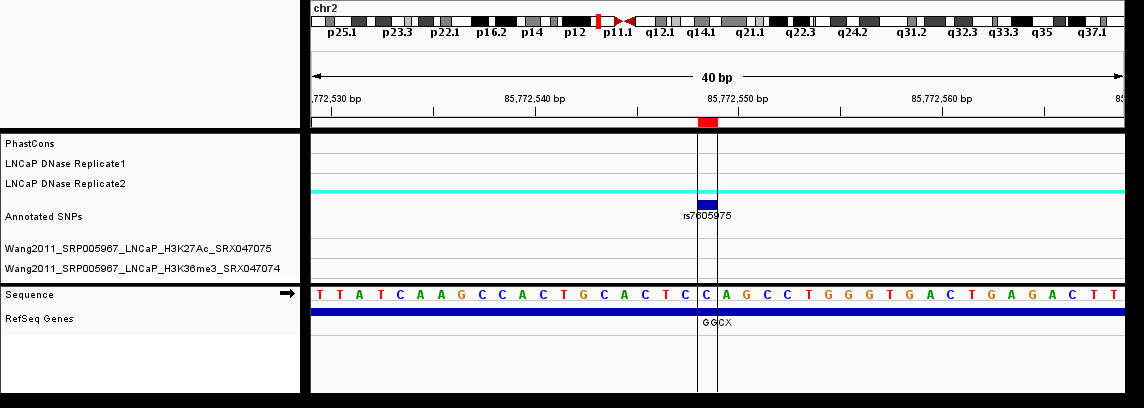 chr2
p25.1 p23.3 p22.1 p16.2 p14 p12 p11.1 q12.1 q14.1 q21.1 q22.3 q24.2 q31.2 q32.3 q33.3 q35 q37.1
40 bp
,772,530 bp 85,772,540 bp 85,772,550 bp 85,772,560 bp 85
PhastCons
LNCaP DNase Replicate1
LNCaP DNase Replicate2
Annotated SNPs
rs7605975
Wang2011_SRP005967_LNCaP_H3K27Ac_SRX047075
Wang2011_SRP005967_LNCaP_H3K36me3_SRX047074
Sequence T T A T C A A G C C A C T G C A C T C C A G C C T G G G T G A C T G A G A C T T
RefSeq Genes
GGCX